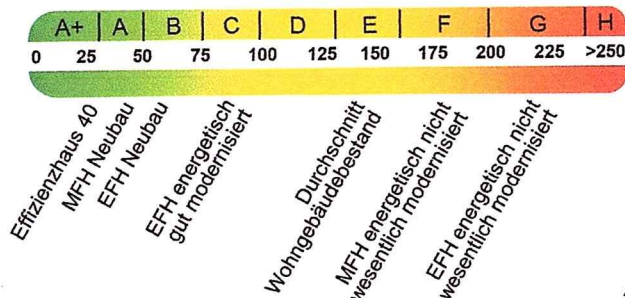 A+ A B C D E F G H
0 25 50 75 100 125 150 175 200 225 >250
Effizienzhaus 40
MFH Neubau
EFH Neubau
EFH energetisch
gut modernisiert
Durchschnitt
Wohngebäudebestand
MFH energetisch nicht
wesentlich modernisiert
EFH energetisch nicht
wesentlich modernisiert